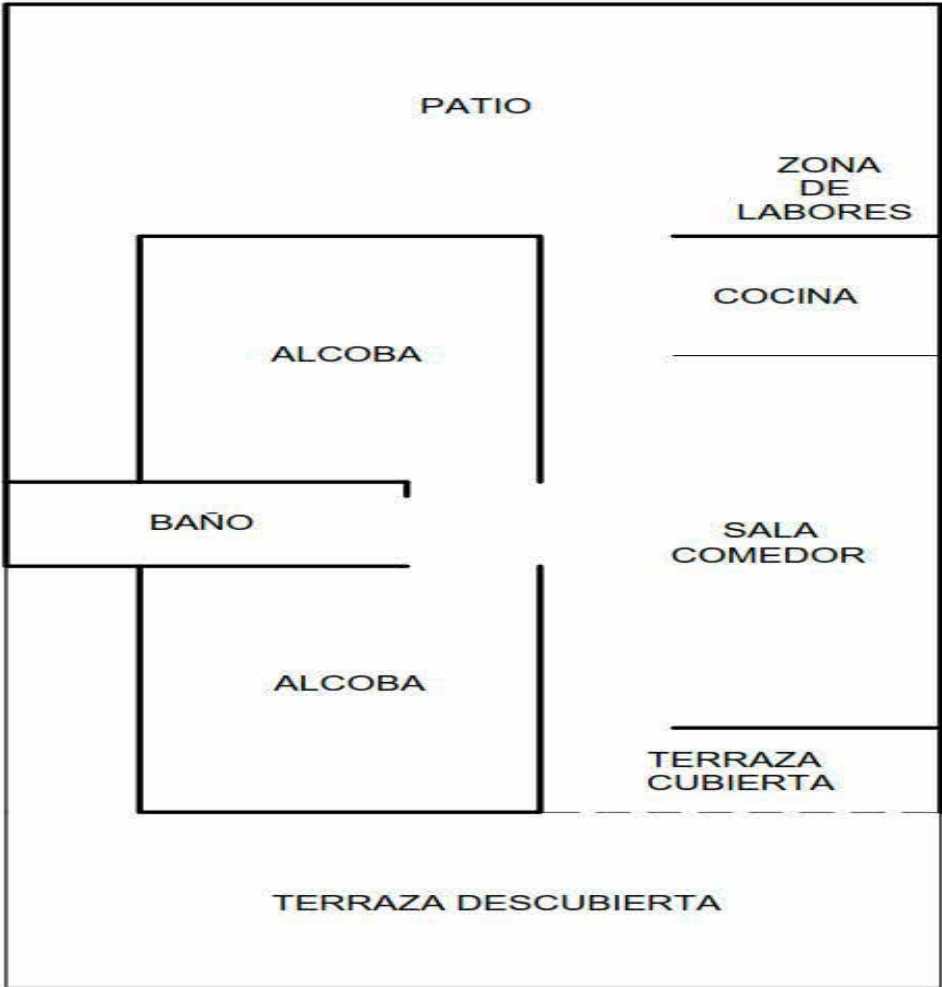 PATIO
ZONA
DE
LABORES
COCINA
ALCOBA
BAÑO
SALA
COMEDOR
ALCOBA
TERRAZA
CUBIERTA
TERRAZA DESCUBIERTA